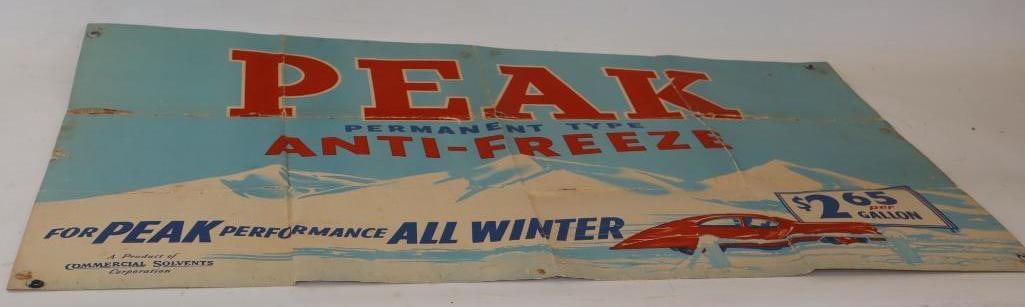 PEAK
PERMANENT TYPE
ANTI-FREEZE
$2.65 per GALLON
FOR PEAK PERFORMANCE ALL WINTER
A Product of
COMMERCIAL SOLVENTS
Corporation